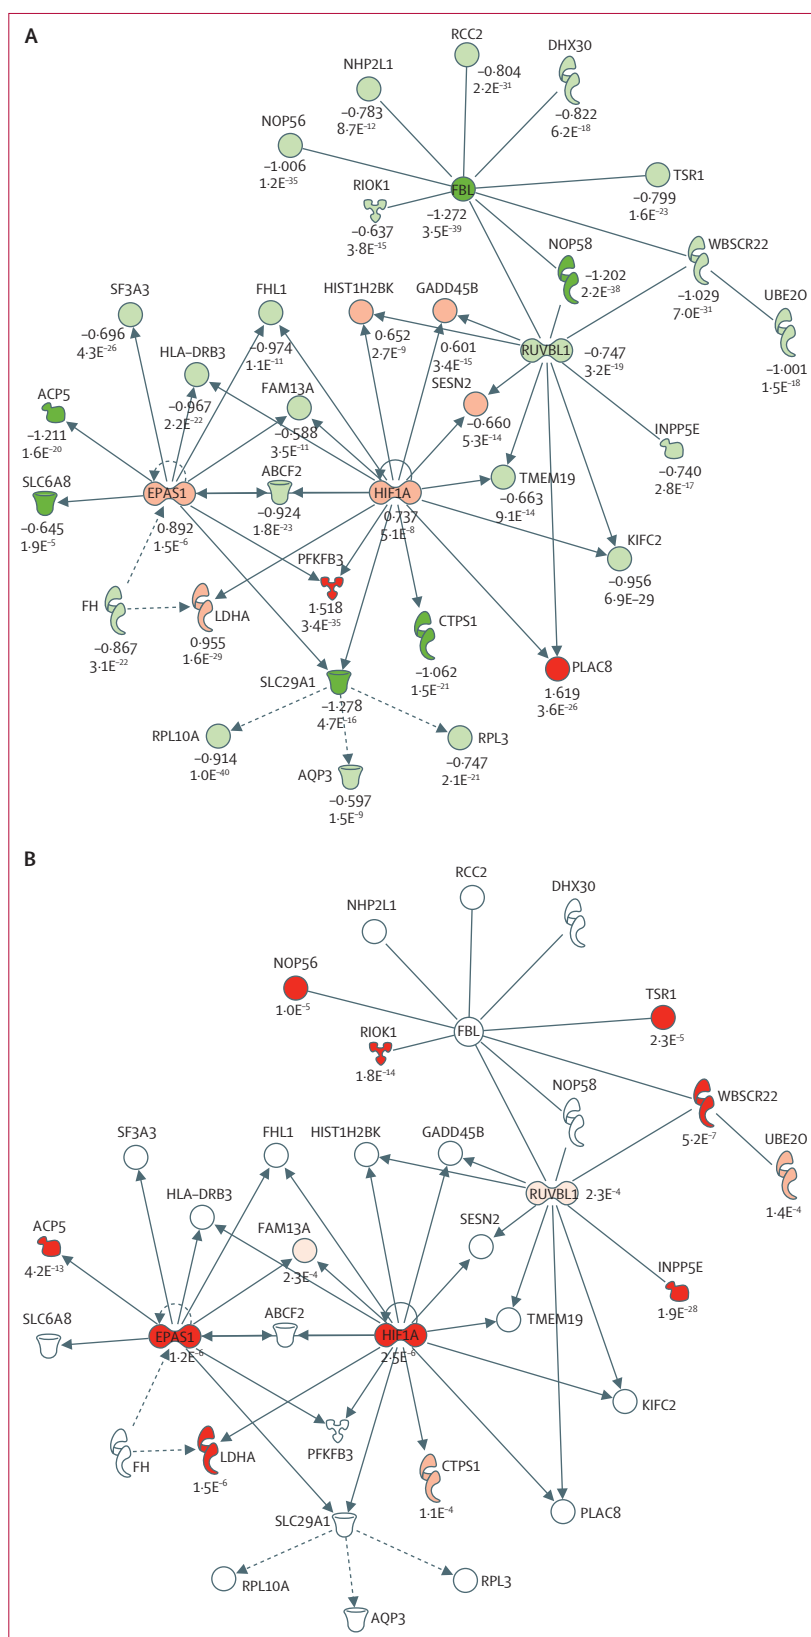 A
RCC2
–0·804
2·2E⁻³¹
DHX30
–0·822
6·2E⁻¹⁸
NHP2L1
–0·783
8·7E⁻¹²
NOP56
–1·006
1·2E⁻³⁵
TSR1
–0·799
1·6E⁻²³
RIOK1
–0·637
3·8E⁻¹⁵
FBL
–1·272
3·5E⁻³⁹
NOP58
–1·202
2·2E⁻³⁸
WBSCR22
–1·029
7·0E⁻³¹
UBE2O
–1·001
1·5E⁻¹⁸
SF3A3
–0·696
4·3E⁻²⁶
FHL1
–0·974
1·1E⁻¹¹
HIST1H2BK
0·652
2·7E⁻⁹
GADD45B
0·601
3·4E⁻¹⁵
RUVBL1
–0·747
3·2E⁻¹⁹
HLA–DRB3
–0·967
2·2E⁻²²
FAM13A
–0·588
3·5E⁻¹¹
SESN2
–0·660
5·3E⁻¹⁴
ACP5
–1·211
1·6E⁻²⁰
INPP5E
–0·740
2·8E⁻¹⁷
SLC6A8
–0·645
1·9E⁻⁵
EPAS1
0·892
1·5E⁻⁶
ABCF2
–0·924
1·8E⁻²³
HIF1A
0·737
5·1E⁻⁸
TMEM19
–0·663
9·1E⁻¹⁴
KIFC2
–0·956
6·9E–29
PFKFB3
1·518
3·4E⁻³⁵
FH
–0·867
3·1E⁻²²
LDHA
0·955
1·6E⁻²⁹
CTPS1
–1·062
1·5E⁻²¹
PLAC8
1·619
3·6E⁻²⁶
SLC29A1
–1·278
4·7E⁻¹⁶
RPL10A
–0·914
1·0E⁻⁴⁰
AQP3
–0·597
1·5E⁻⁹
RPL3
–0·747
2·1E⁻²¹
B
RCC2
DHX30
NHP2L1
NOP56
1·0E⁻⁵
TSR1
2·3E⁻⁵
RIOK1
1·8E⁻¹⁴
FBL
NOP58
WBSCR22
5·2E⁻⁷
UBE2O
1·4E⁻⁴
SF3A3
FHL1
HIST1H2BK
GADD45B
RUVBL1
2·3E⁻⁴
HLA–DRB3
FAM13A
2·3E⁻⁴
SESN2
ACP5
4·2E⁻¹³
INPP5E
1·9E⁻²⁸
SLC6A8
EPAS1
1·2E⁻⁶
ABCF2
HIF1A
2·5E⁻⁶
TMEM19
KIFC2
FH
LDHA
1·5E⁻⁶
PFKFB3
CTPS1
1·1E⁻⁴
PLAC8
SLC29A1
RPL10A
AQP3
RPL3